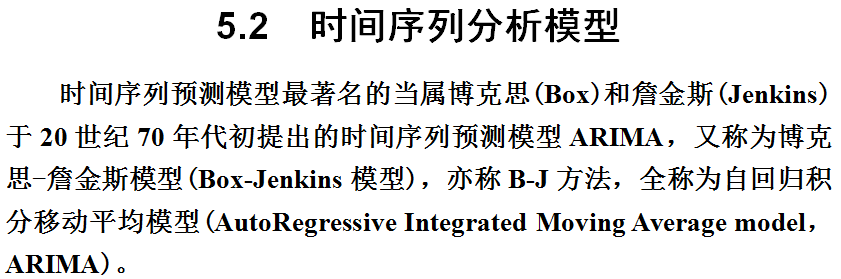 5.2 时间序列分析模型
时间序列预测模型最著名的当属博克思(Box)和詹金斯(Jenkins)
于 20 世纪 70 年代初提出的时间序列预测模型 ARIMA，又称为博克
思-詹金斯模型(Box-Jenkins 模型)，亦称 B-J 方法，全称为自回归积
分移动平均模型(AutoRegressive Integrated Moving Average model，
ARIMA)。